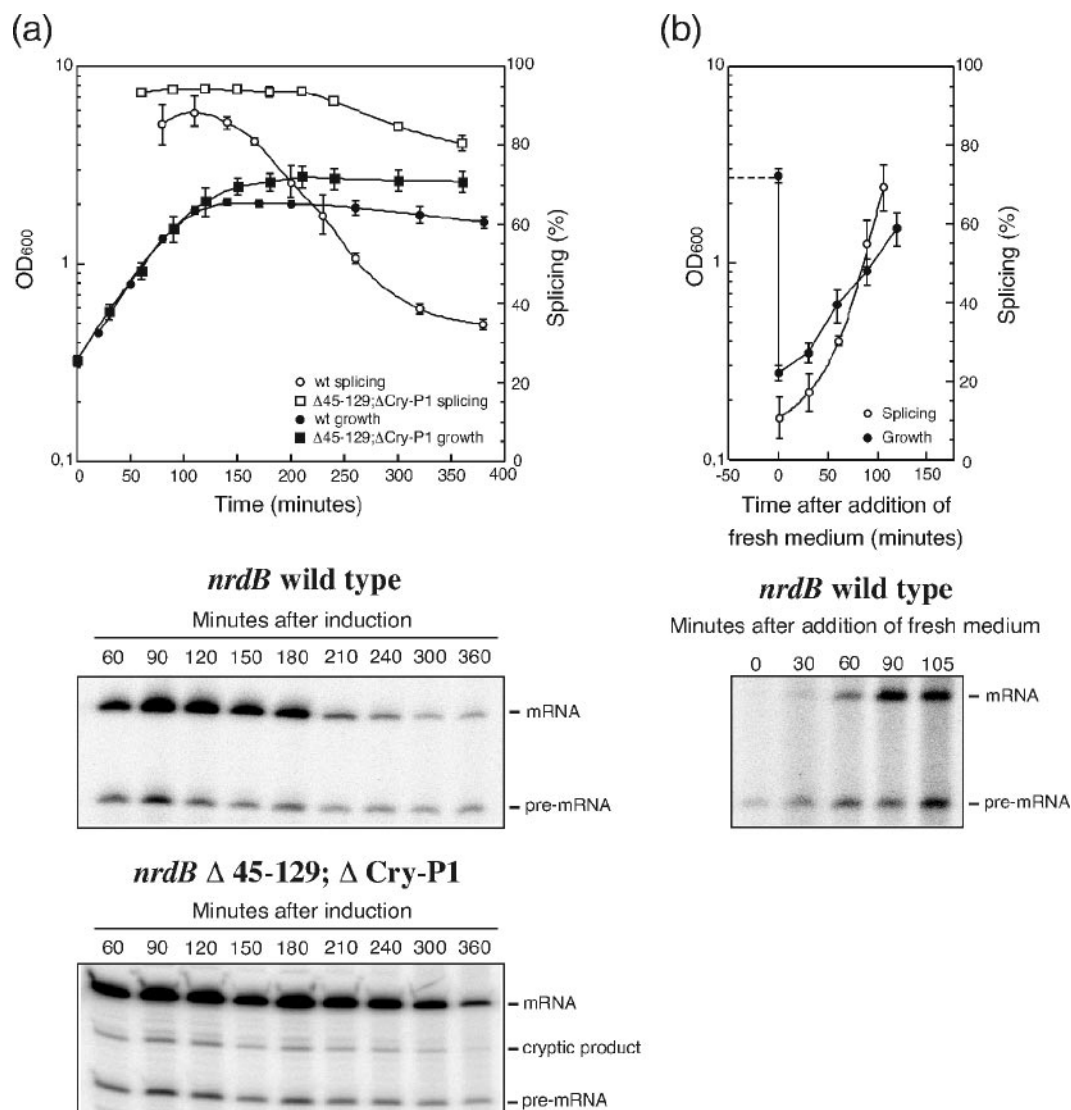 (a)
10
1
0,1
OD600
100
80
60
40
20
0
Splicing (%)
wt splicing
Δ45-129;ΔCry-P1 splicing
wt growth
Δ45-129;ΔCry-P1 growth
0 50 100 150 200 250 300 350 400
Time (minutes)
(b)
10
1
0,1
OD600
100
80
60
40
20
0
Splicing (%)
Splicing
Growth
-50 0 50 100 150
Time after addition of
fresh medium (minutes)
nrdB wild type
Minutes after induction
60 90 120 150 180 210 240 300 360
mRNA
pre-mRNA
nrdB wild type
Minutes after addition of fresh medium
0 30 60 90 105
mRNA
pre-mRNA
nrdB Δ 45-129; Δ Cry-P1
Minutes after induction
60 90 120 150 180 210 240 300 360
mRNA
cryptic product
pre-mRNA